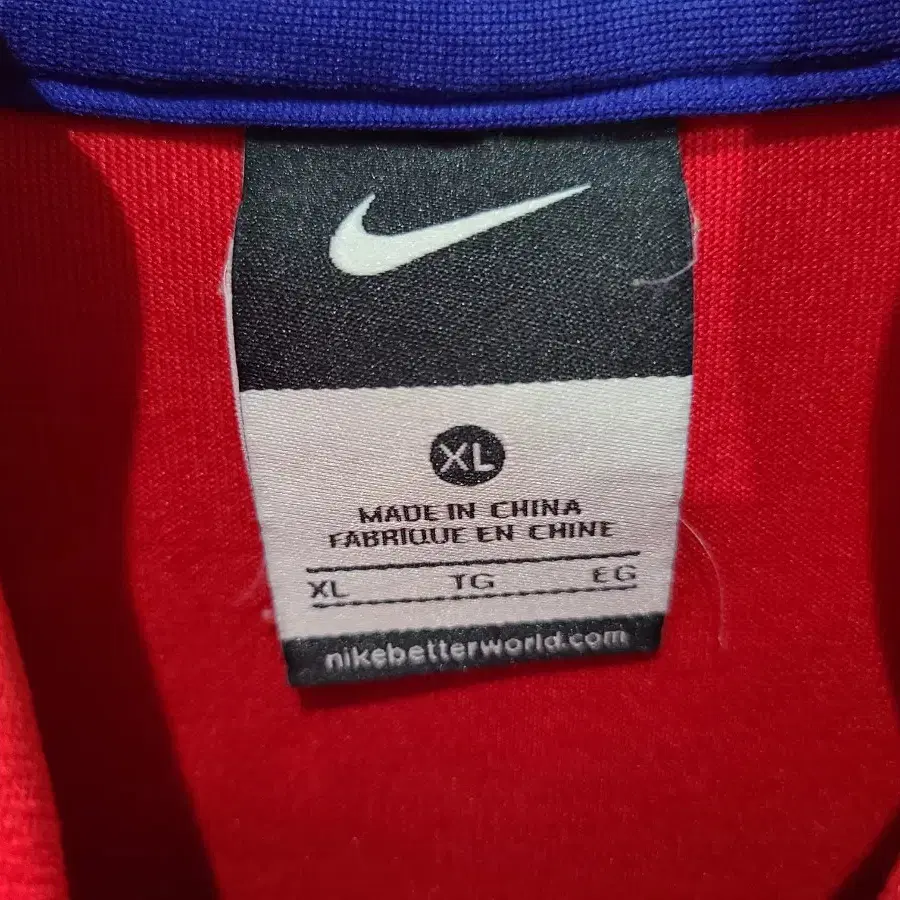 XL
MADE IN CHINA
FABRIQUE EN CHINE
XL TG EG
nikebetterworld.com